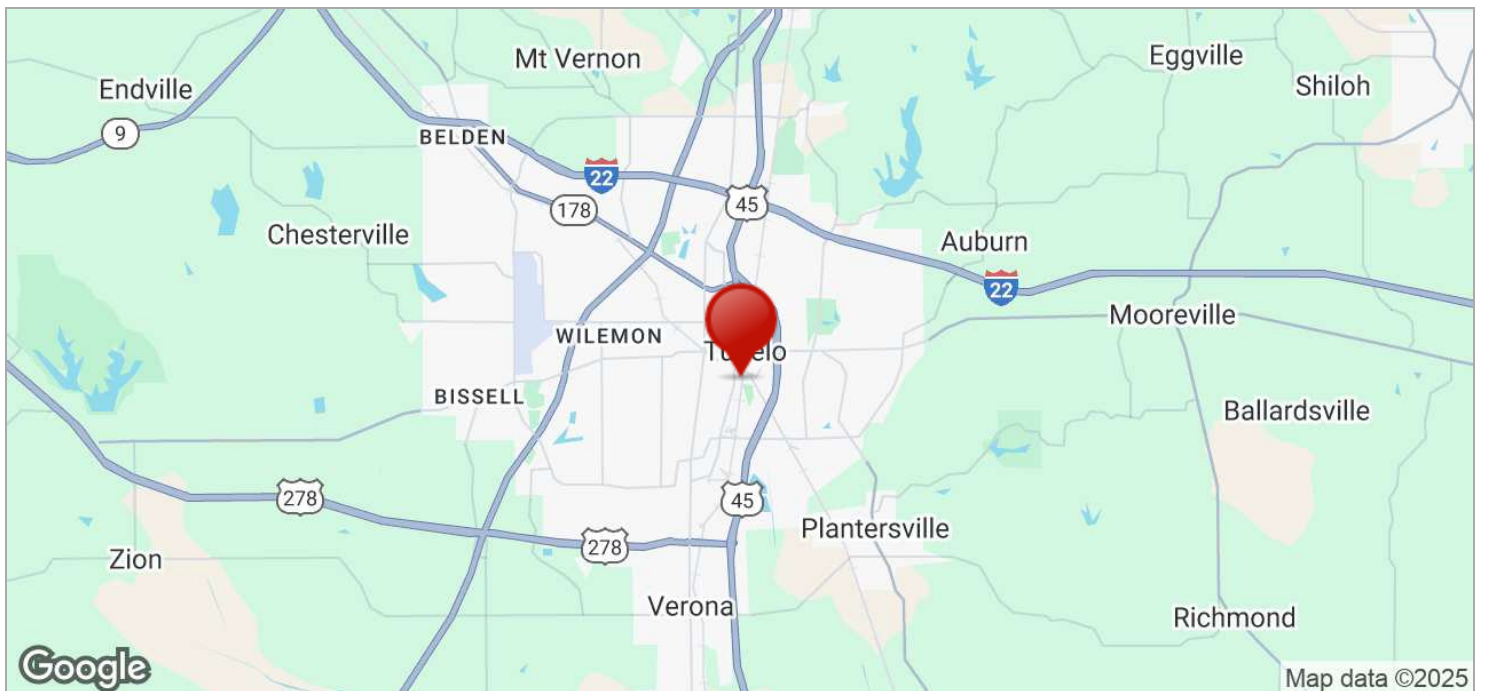 Mt Vernon
Eggville
Endville
Shiloh
9
BELDEN
22
178
45
Chesterville
Auburn
22
Mooreville
WILEMON
BISSELL
Ballardsville
278
45
Plantersville
278
Zion
Verona
Richmond
Google
Map data ©2025